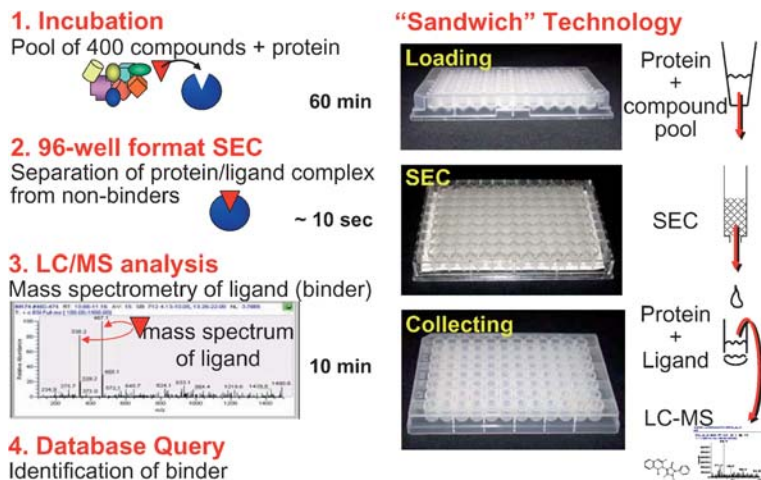 1. Incubation
Pool of 400 compounds + protein
60 min
2. 96-well format SEC
Separation of protein/ligand complex
from non-binders
~ 10 sec
3. LC/MS analysis
Mass spectrometry of ligand (binder)
mass spectrum
of ligand
10 min
4. Database Query
Identification of binder
“Sandwich” Technology
Loading
Protein
+
compound
pool
SEC
SEC
Collecting
Protein
+
Ligand
LC-MS